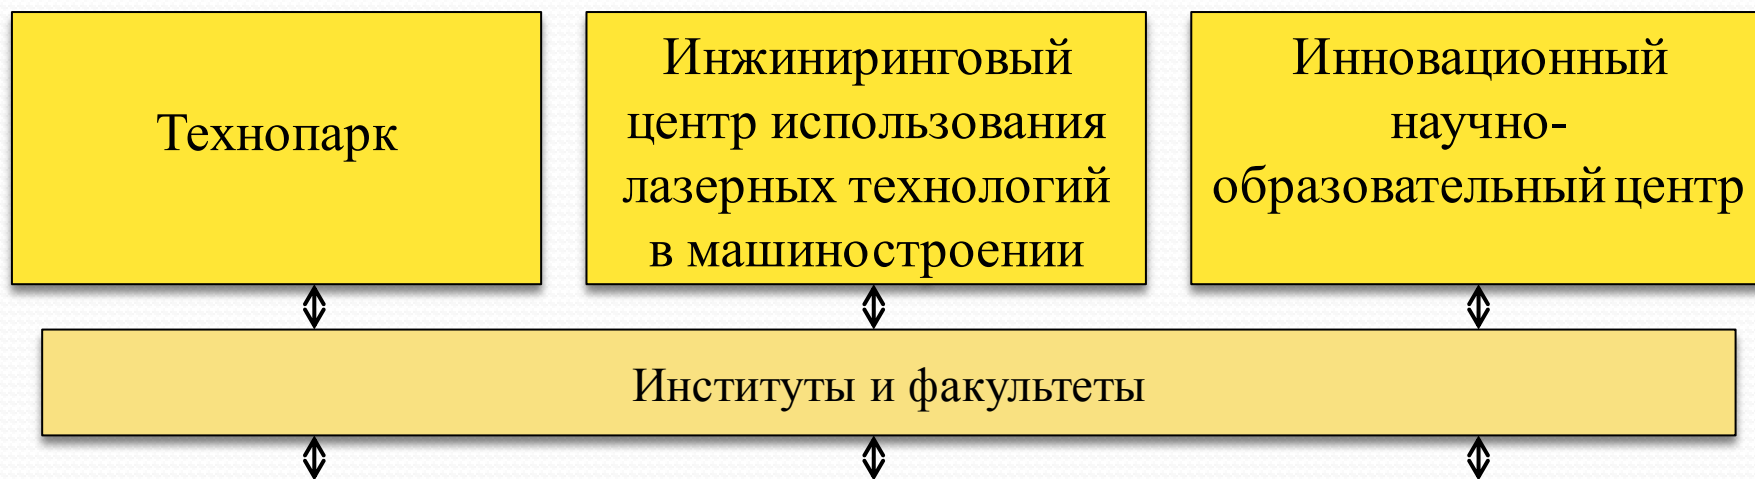 Технопарк
Инжиниринговый
центр использования
лазерных технологий
в машиностроении
Инновационный
научно-
образовательный центр
Институты и факультеты